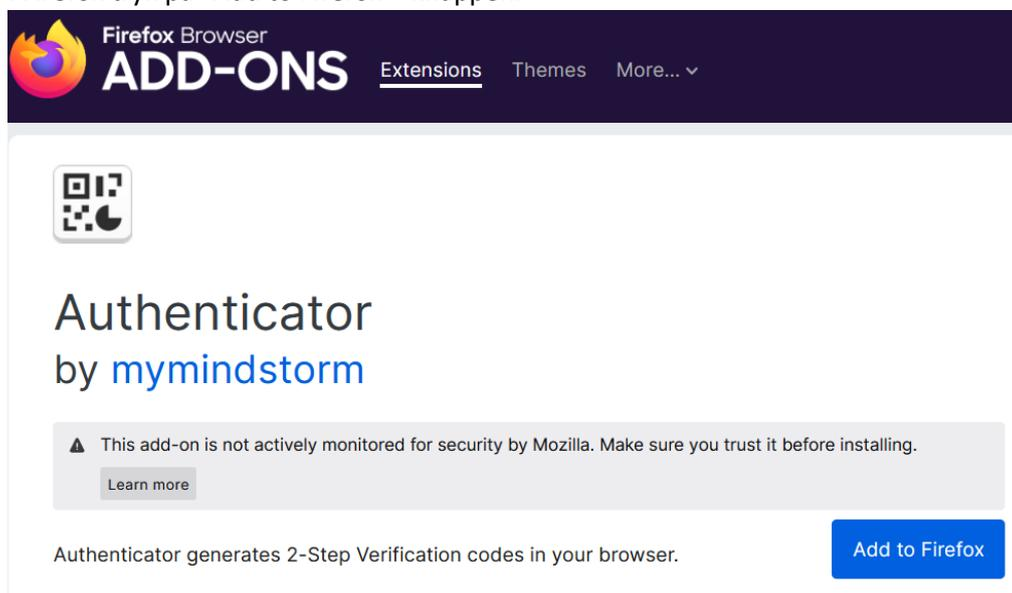 Firefox Browser
ADD-ONS
Extensions Themes More...
Authenticator
by mymindstorm
This add-on is not actively monitored for security by Mozilla. Make sure you trust it before installing.
Learn more
Authenticator generates 2-Step Verification codes in your browser.
Add to Firefox